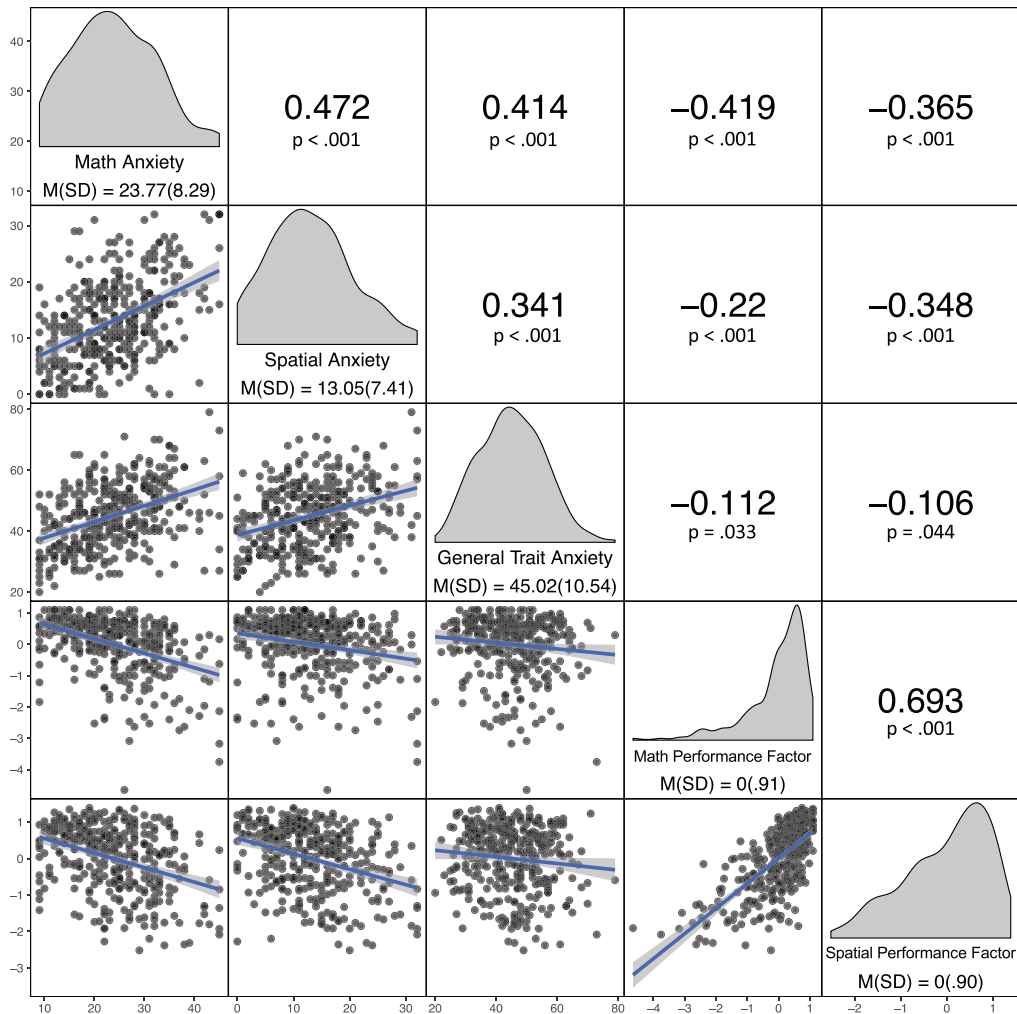 40
30
20
10
Math Anxiety
M(SD) = 23.77(8.29)
0.472
p < .001
0.414
p < .001
−0.419
p < .001
−0.365
p < .001
30
20
10
0
Spatial Anxiety
M(SD) = 13.05(7.41)
0.341
p < .001
−0.22
p < .001
−0.348
p < .001
80
60
40
20
General Trait Anxiety
M(SD) = 45.02(10.54)
−0.112
p = .033
−0.106
p = .044
1
0
−1
−2
−3
−4
Math Performance Factor
M(SD) = 0(.91)
0.693
p < .001
1
0
−1
−2
−3
Spatial Performance Factor
M(SD) = 0(.90)
10 20 30 40 0 10 20 30 20 40 60 80 −4 −3 −2 −1 0 1 −2 −1 0 1